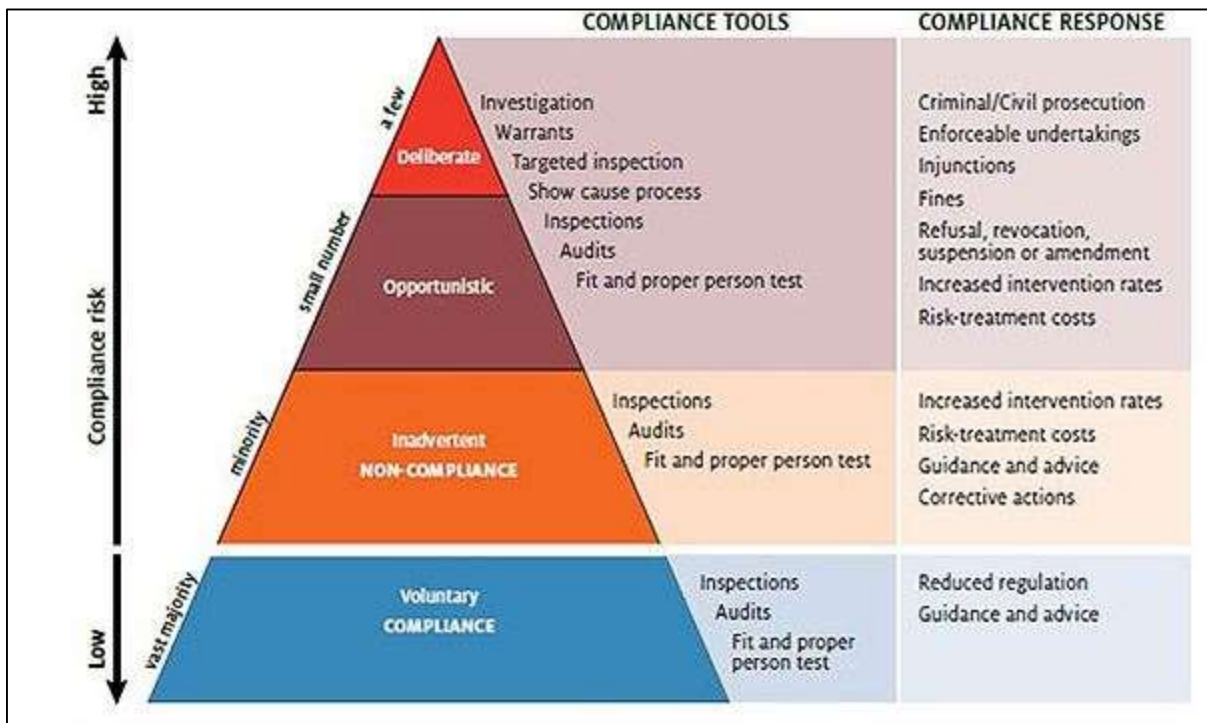 COMPLIANCE TOOLS
COMPLIANCE RESPONSE
High
Compliance risk
Low
a few
small number
minority
vast majority
Deliberate
Opportunistic
Inadvertent
NON-COMPLIANCE
Voluntary
COMPLIANCE
Investigation
Warrants
Targeted inspection
Show cause process
Inspections
Audits
Fit and proper person test
Criminal/Civil prosecution
Enforceable undertakings
Injunctions
Fines
Refusal, revocation,
suspension or amendment
Increased intervention rates
Risk-treatment costs
Inspections
Audits
Fit and proper person test
Increased intervention rates
Risk-treatment costs
Guidance and advice
Corrective actions
Inspections
Audits
Fit and proper
person test
Reduced regulation
Guidance and advice